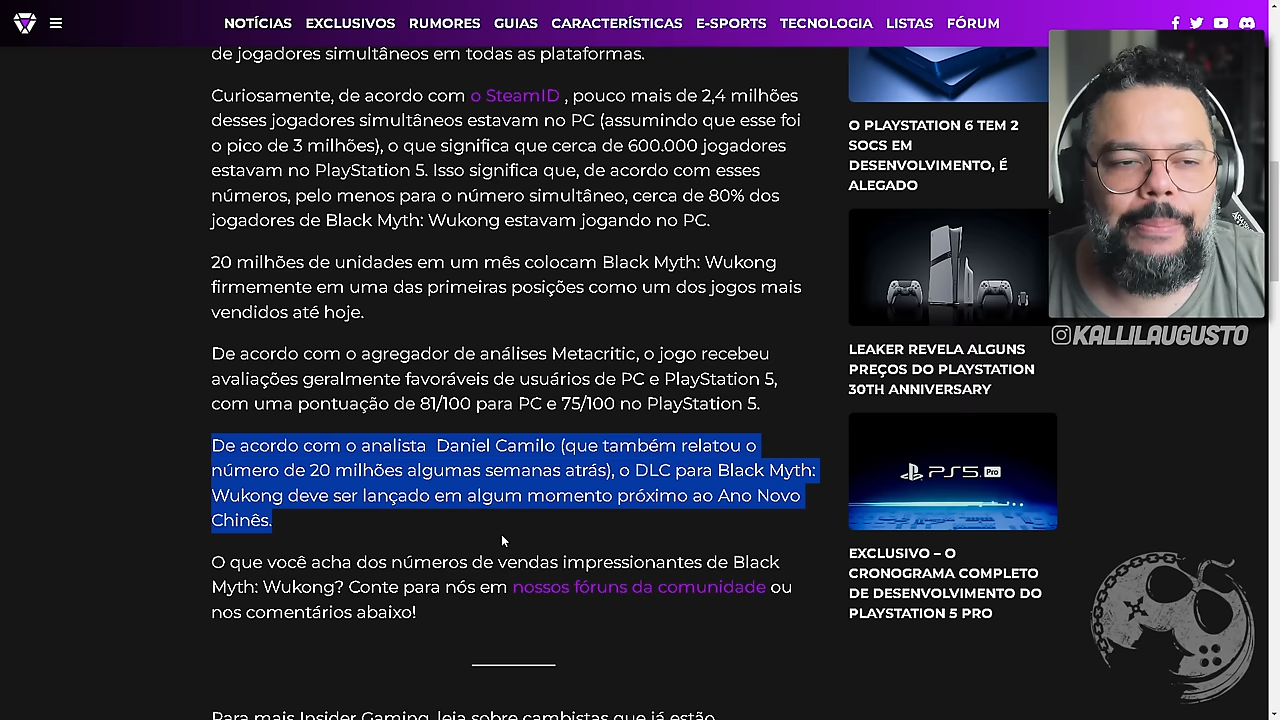 NOTÍCIAS EXCLUSIVOS RUMORES GUIAS CARACTERÍSTICAS E-SPORTS TECNOLOGIA LISTAS FÓRUM
de jogadores simultâneos em todas as plataformas.
Curiosamente, de acordo com o SteamID , pouco mais de 2,4 milhões
desses jogadores simultâneos estavam no PC (assumindo que esse foi
o pico de 3 milhões), o que significa que cerca de 600.000 jogadores
estavam no PlayStation 5. Isso significa que, de acordo com esses
números, pelo menos para o número simultâneo, cerca de 80% dos
jogadores de Black Myth: Wukong estavam jogando no PC.
20 milhões de unidades em um mês colocam Black Myth: Wukong
firmemente em uma das primeiras posições como um dos jogos mais
vendidos até hoje.
De acordo com o agregador de análises Metacritic, o jogo recebeu
avaliações geralmente favoráveis de usuários de PC e PlayStation 5,
com uma pontuação de 81/100 para PC e 75/100 no PlayStation 5.
De acordo com o analista Daniel Camilo (que também relatou o
número de 20 milhões algumas semanas atrás), o DLC para Black Myth:
Wukong deve ser lançado em algum momento próximo ao Ano Novo
Chinês.
O que você acha dos números de vendas impressionantes de Black
Myth: Wukong? Conte para nós em nossos fóruns da comunidade ou
nos comentários abaixo!
Para mais Insider Gaming, leia sobre cambistas que já estão
O PLAYSTATION 6 TEM 2
SOCS EM
DESENVOLVIMENTO, É
ALEGADO
LEAKER REVELA ALGUNS
PREÇOS DO PLAYSTATION
30TH ANNIVERSARY
PS5 Pro
EXCLUSIVO – O
CRONOGRAMA COMPLETO
DE DESENVOLVIMENTO DO
PLAYSTATION 5 PRO
KALLILAUGUSTO